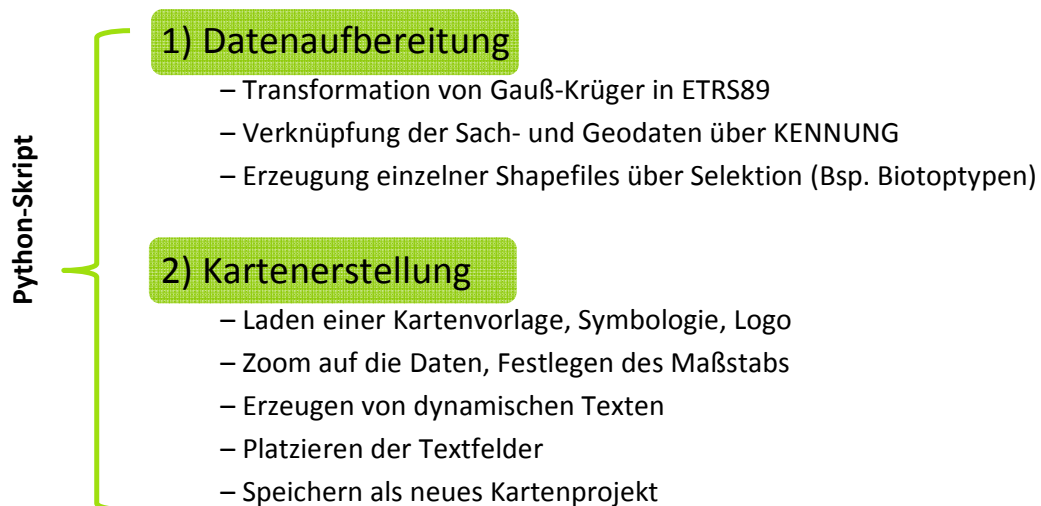 Python-Skript
1) Datenaufbereitung
– Transformation von Gauß-Krüger in ETRS89
– Verknüpfung der Sach- und Geodaten über KENNUNG
– Erzeugung einzelner Shapefiles über Selektion (Bsp. Biotoptypen)
2) Kartenerstellung
– Laden einer Kartenvorlage, Symbologie, Logo
– Zoom auf die Daten, Festlegen des Maßstabs
– Erzeugen von dynamischen Texten
– Platzieren der Textfelder
– Speichern als neues Kartenprojekt